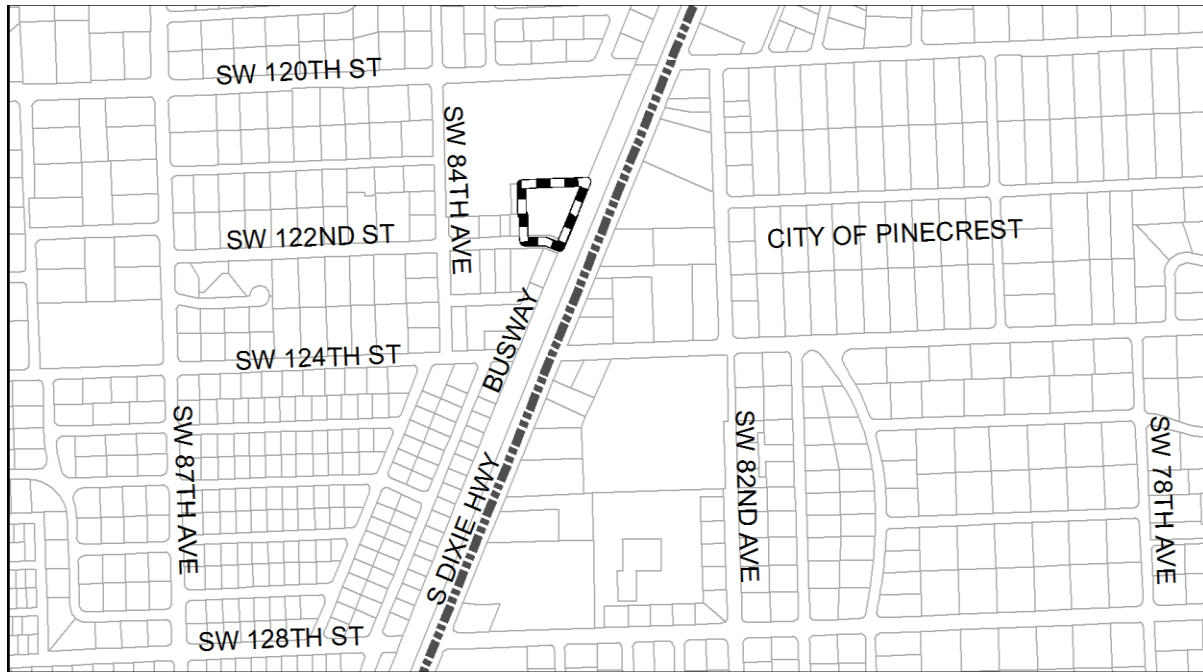 SW 120TH ST
SW 84TH AVE
SW 122ND ST
CITY OF PINECREST
BUSWAY
SW 124TH ST
SW 87TH AVE
SW 82ND AVE
SW 78TH AVE
S DIXIE HWY
SW 128TH ST